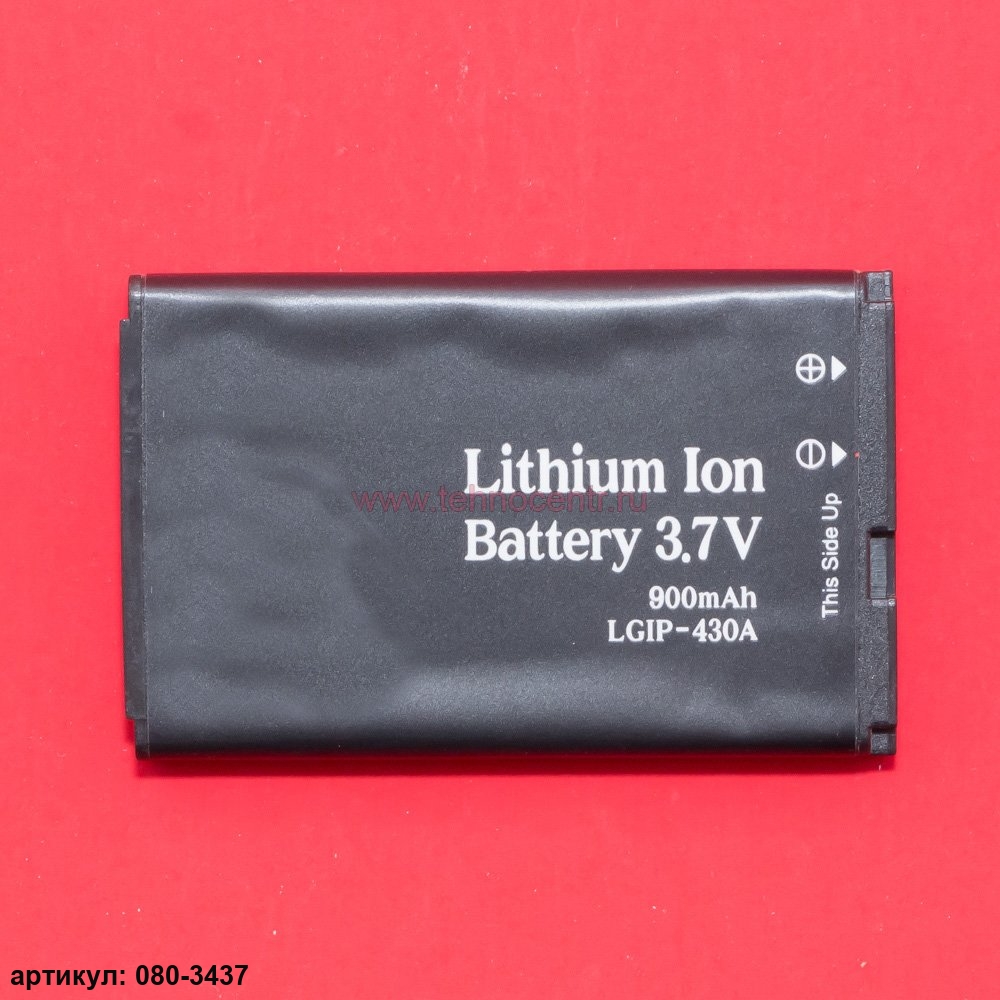 Lithium Ion
www.tehnocentr.ru
Battery 3.7V
900mAh
LGIP-430A
This Side Up
артикул: 080-3437